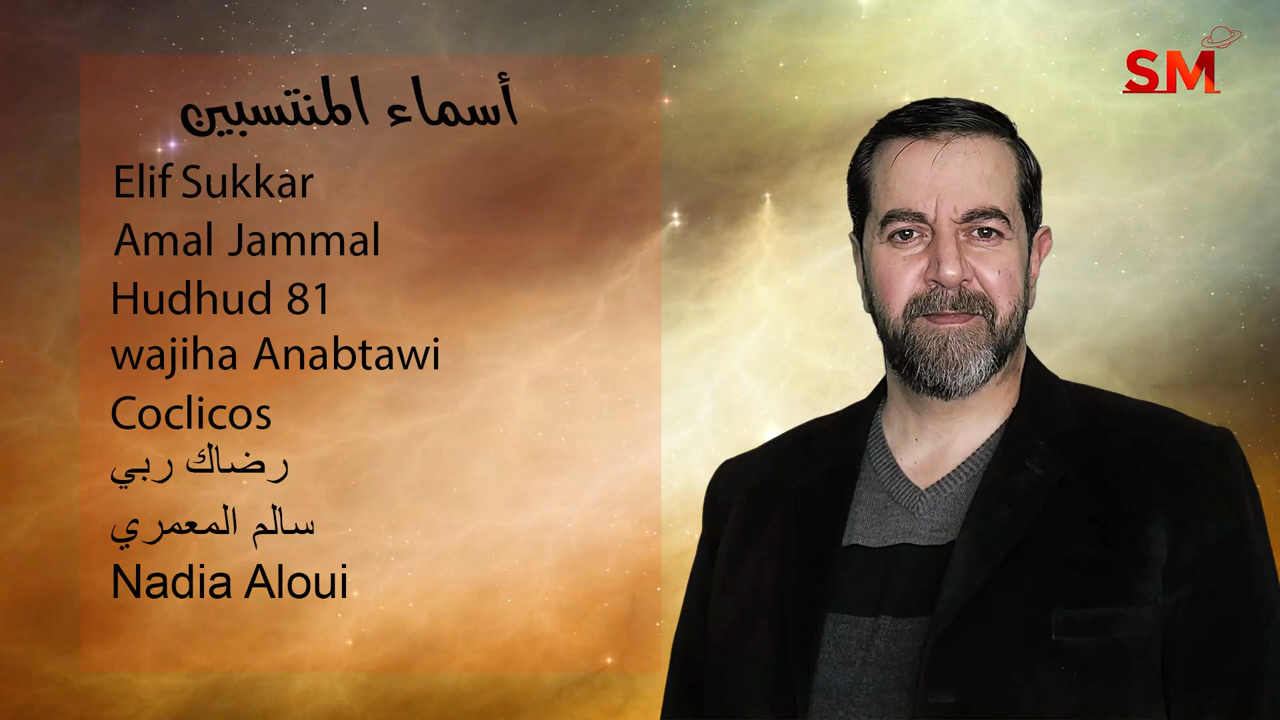 أسماء المنتسبين
Elif Sukkar
Amal Jammal
Hudhud 81
wajiha Anabtawi
Coclicos
رضاك ربي
سالم المعمري
Nadia Aloui
SM